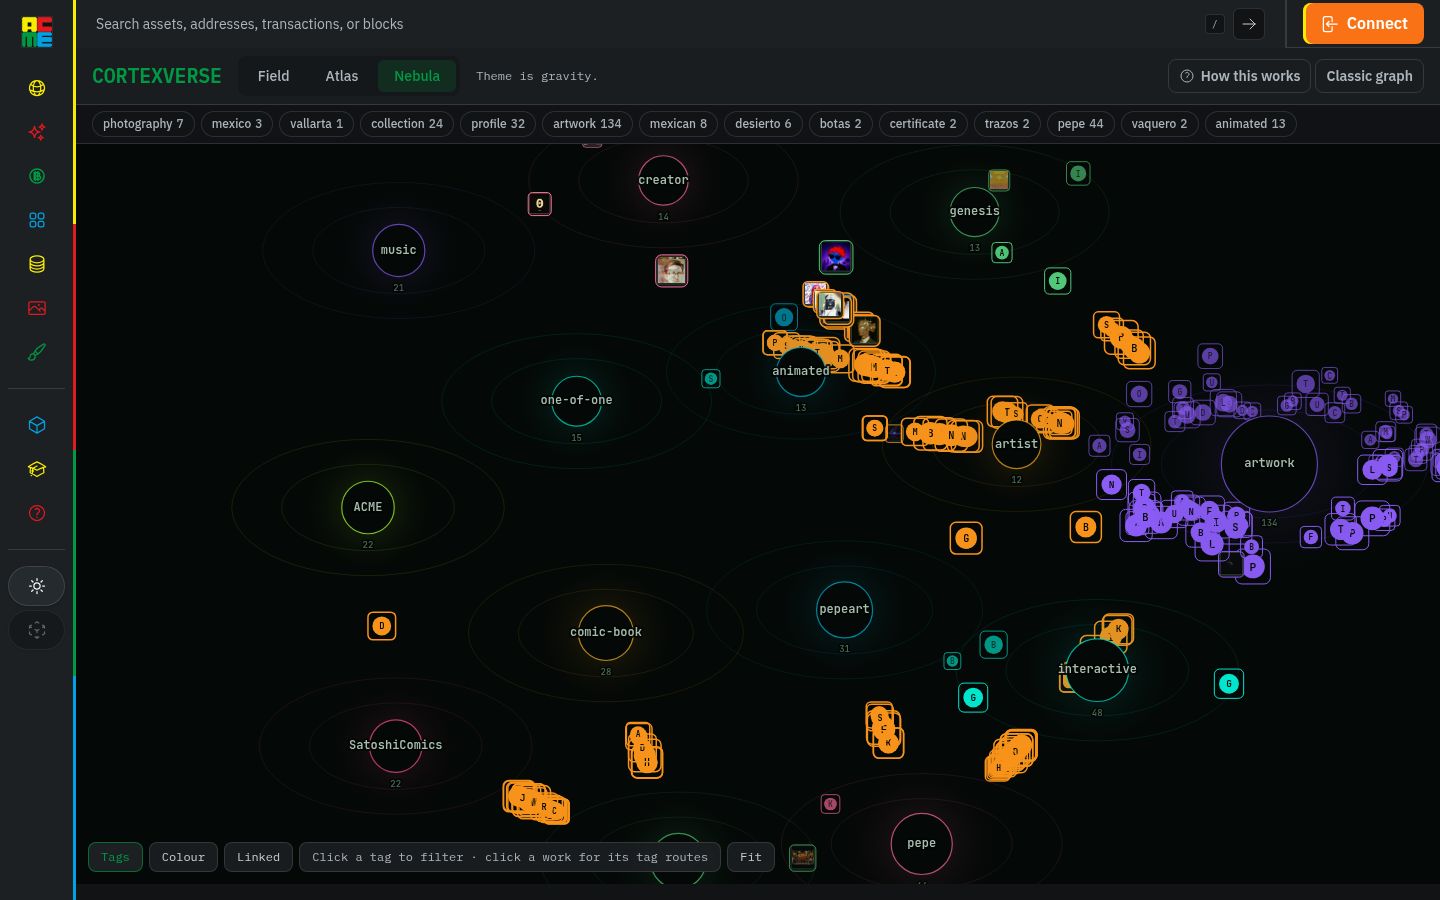 ACME
Search assets, addresses, transactions, or blocks
/
Connect
CORTEXVERSE
Field
Atlas
Nebula
Theme is gravity.
How this works
Classic graph
photography 7
mexico 3
vallarta 1
collection 24
profile 32
artwork 134
mexican 8
desierto 6
botas 2
certificate 2
trazos 2
pepe 44
vaquero 2
animated 13
creator
14
genesis
13
music
21
animated
13
one-of-one
15
artist
12
artwork
134
ACME
22
pepeart
31
comic-book
28
interactive
48
SatoshiComics
22
pepe
Tags
Colour
Linked
Click a tag to filter · click a work for its tag routes
Fit